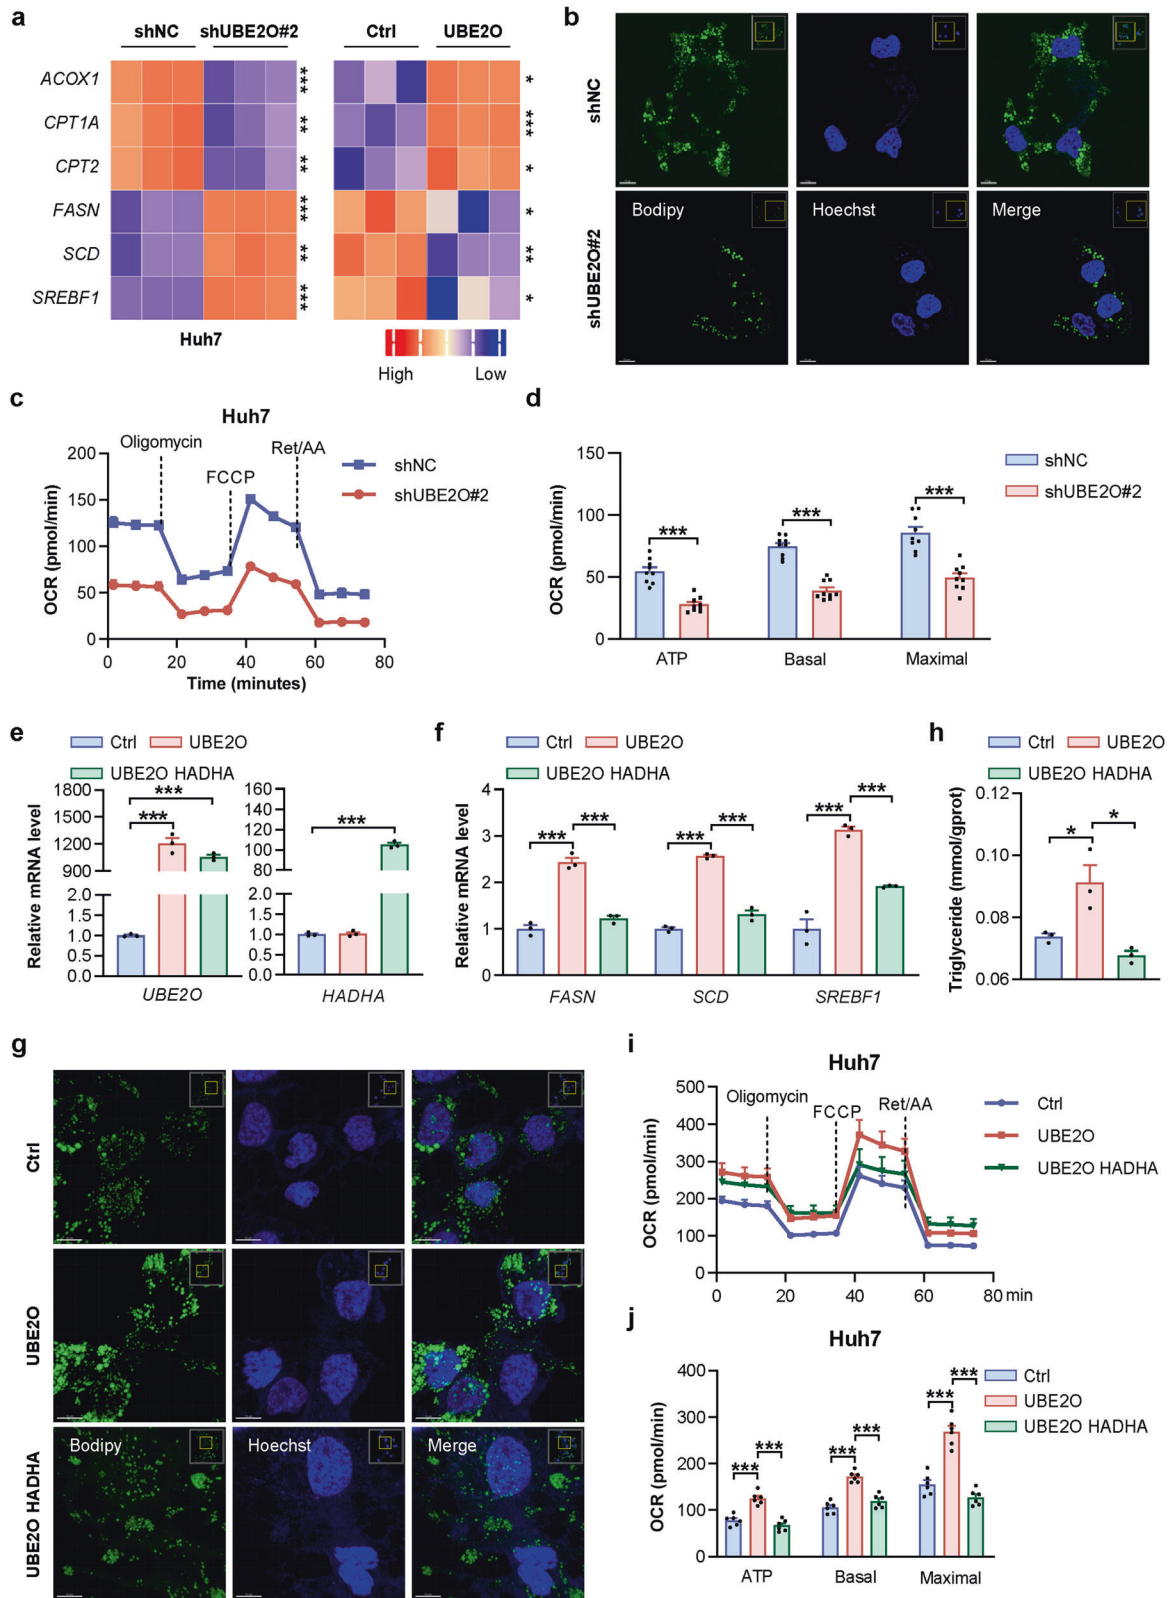 a
shNC shUBE2O#2 Ctrl UBE2O
ACOX1 *** *
CPT1A ** ***
CPT2 ** *
FASN *** *
SCD ** **
SREBF1 *** *
Huh7
High Low
b
shNC
shUBE2O#2
Bodipy Hoechst Merge
c
Huh7
OCR (pmol/min)
200
150
100
50
0
Oligomycin
FCCP
Ret/AA
shNC
shUBE2O#2
0 20 40 60 80
Time (minutes)
d
OCR (pmol/min)
150
100
50
0
shNC
shUBE2O#2
*** *** ***
ATP Basal Maximal
e
Ctrl UBE2O
UBE2O HADHA
Relative mRNA level
1800
1500
1200
900
2.0
1.5
1.0
0.5
0.0
***
***
UBE2O
160
140
120
100
80
2.0
1.5
1.0
0.5
0.0
***
HADHA
f
Ctrl UBE2O
UBE2O HADHA
Relative mRNA level
4
3
2
1
0
*** *** *** *** *** ***
FASN SCD SREBF1
h
Ctrl UBE2O
UBE2O HADHA
Triglyceride (mmol/gprot)
0.12
0.10
0.08
0.06
* *
g
Ctrl
UBE2O
UBE2O HADHA
Bodipy Hoechst Merge
i
Huh7
OCR (pmol/min)
500
400
300
200
100
0
Oligomycin
FCCP
Ret/AA
Ctrl
UBE2O
UBE2O HADHA
0 20 40 60 80 min
j
Huh7
OCR (pmol/min)
400
300
200
100
0
Ctrl
UBE2O
UBE2O HADHA
*** *** *** *** *** ***
ATP Basal Maximal